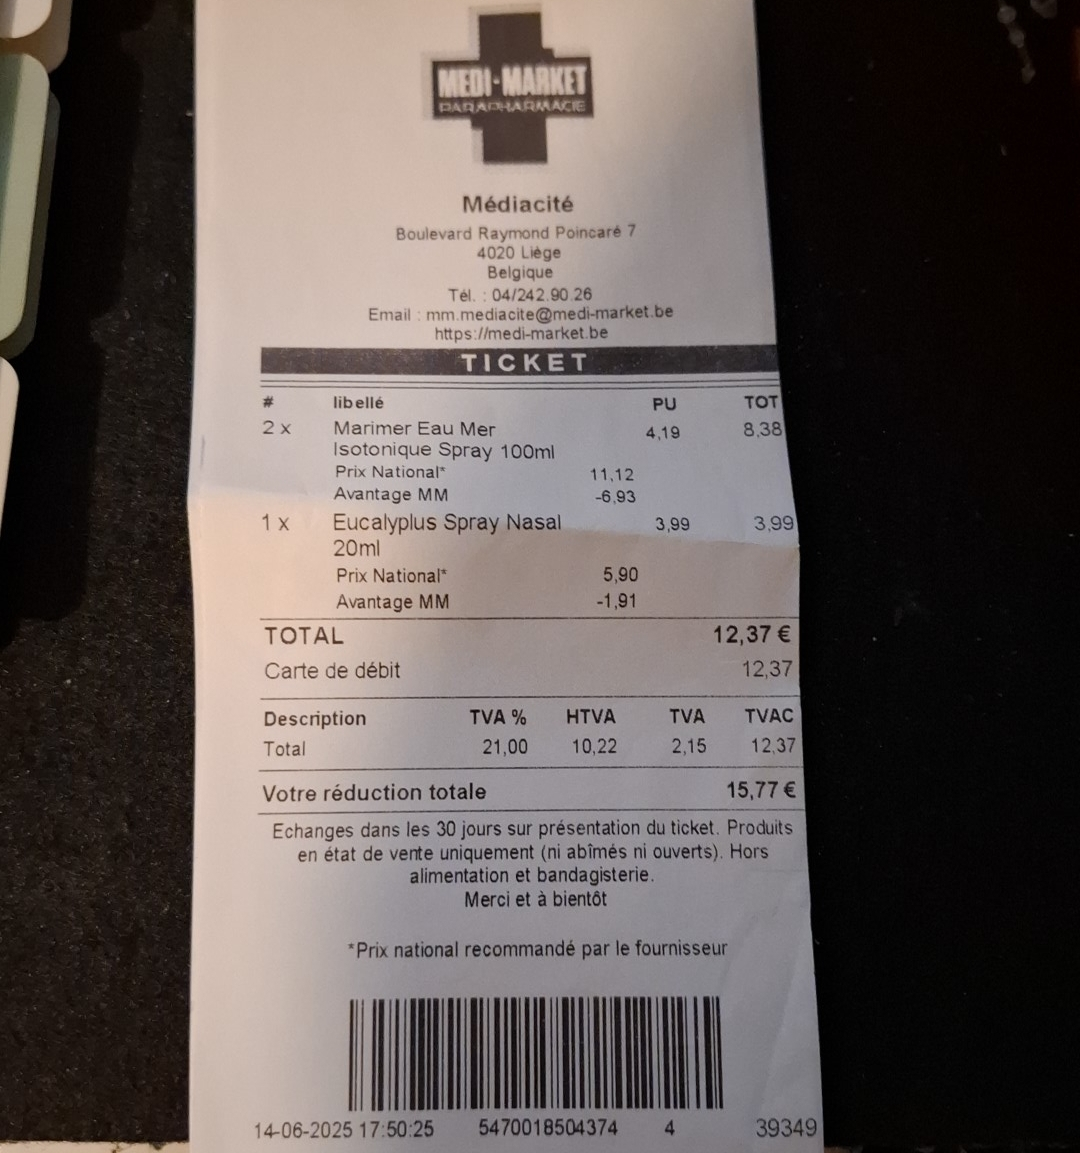 MEDI-MARKET
PARAPHARMACIE
Médiacité
Boulevard Raymond Poincaré 7
4020 Liège
Belgique
Tél. : 04/242.90.26
Email : mm.mediacite@medi-market.be
https://medi-market.be
TICKET
# libellé PU TOT
2 x Marimer Eau Mer 4,19 8,38
Isotonique Spray 100ml
Prix National* 11,12
Avantage MM -6,93
1 x Eucalyplus Spray Nasal 3,99 3,99
20ml
Prix National* 5,90
Avantage MM -1,91
TOTAL 12,37 €
Carte de débit 12,37
Description TVA % HTVA TVA TVAC
Total 21,00 10,22 2,15 12,37
Votre réduction totale 15,77 €
Echanges dans les 30 jours sur présentation du ticket. Produits
en état de vente uniquement (ni abîmés ni ouverts). Hors
alimentation et bandagisterie.
Merci et à bientôt
*Prix national recommandé par le fournisseur
14-06-2025 17:50:25 5470018504374 4 39349